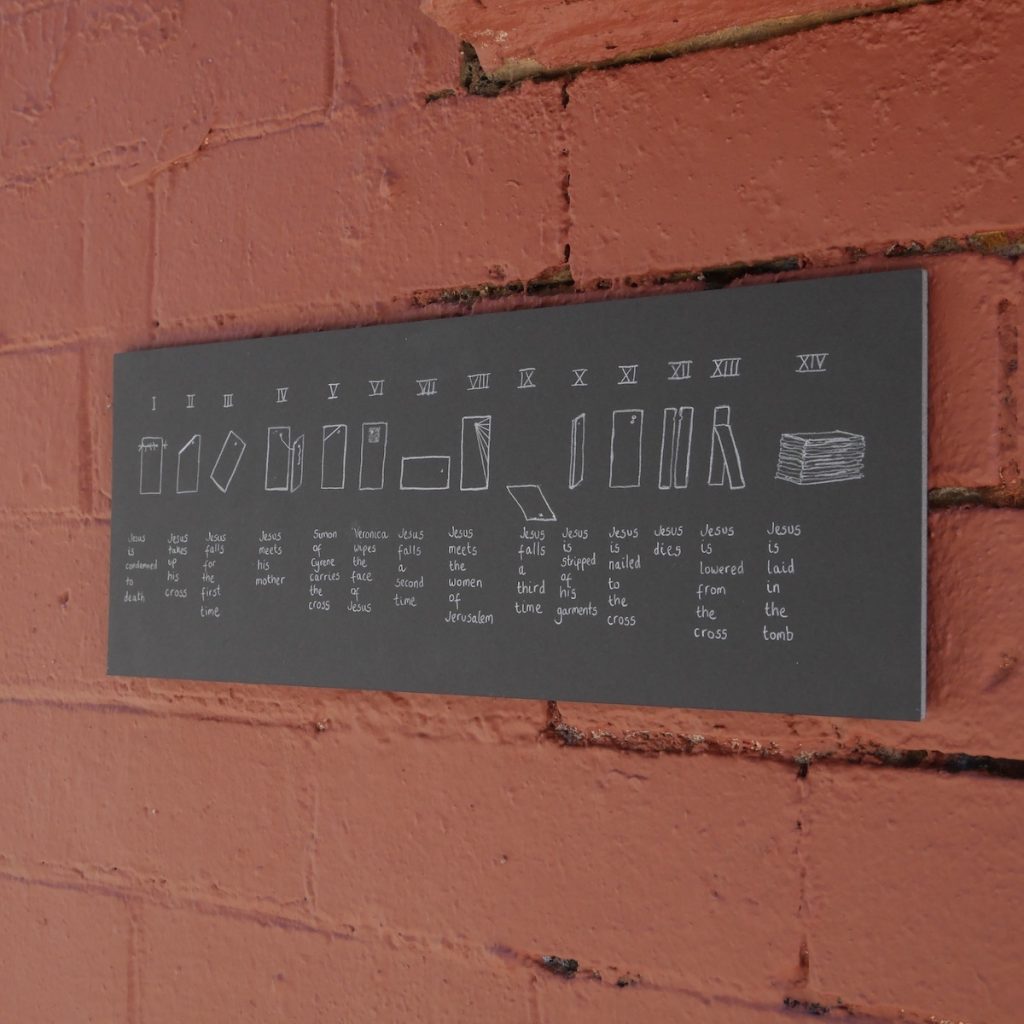 I II III IV V VI VII VIII IX X XI XII XIII XIV
Jesus
is
condemned
to
death
Jesus
takes
up
his
cross
Jesus
falls
for
the
first
time
Jesus
meets
his
mother
Simon
of
Cyrene
carries
the
cross
Veronica
wipes
the
face
of
Jesus
Jesus
falls
a
second
time
Jesus
meets
the
women
of
Jerusalem
Jesus
falls
a
third
time
Jesus
is
stripped
of
his
garments
Jesus
is
nailed
to
the
cross
Jesus
dies
Jesus
is
lowered
from
the
cross
Jesus
is
laid
in
the
tomb